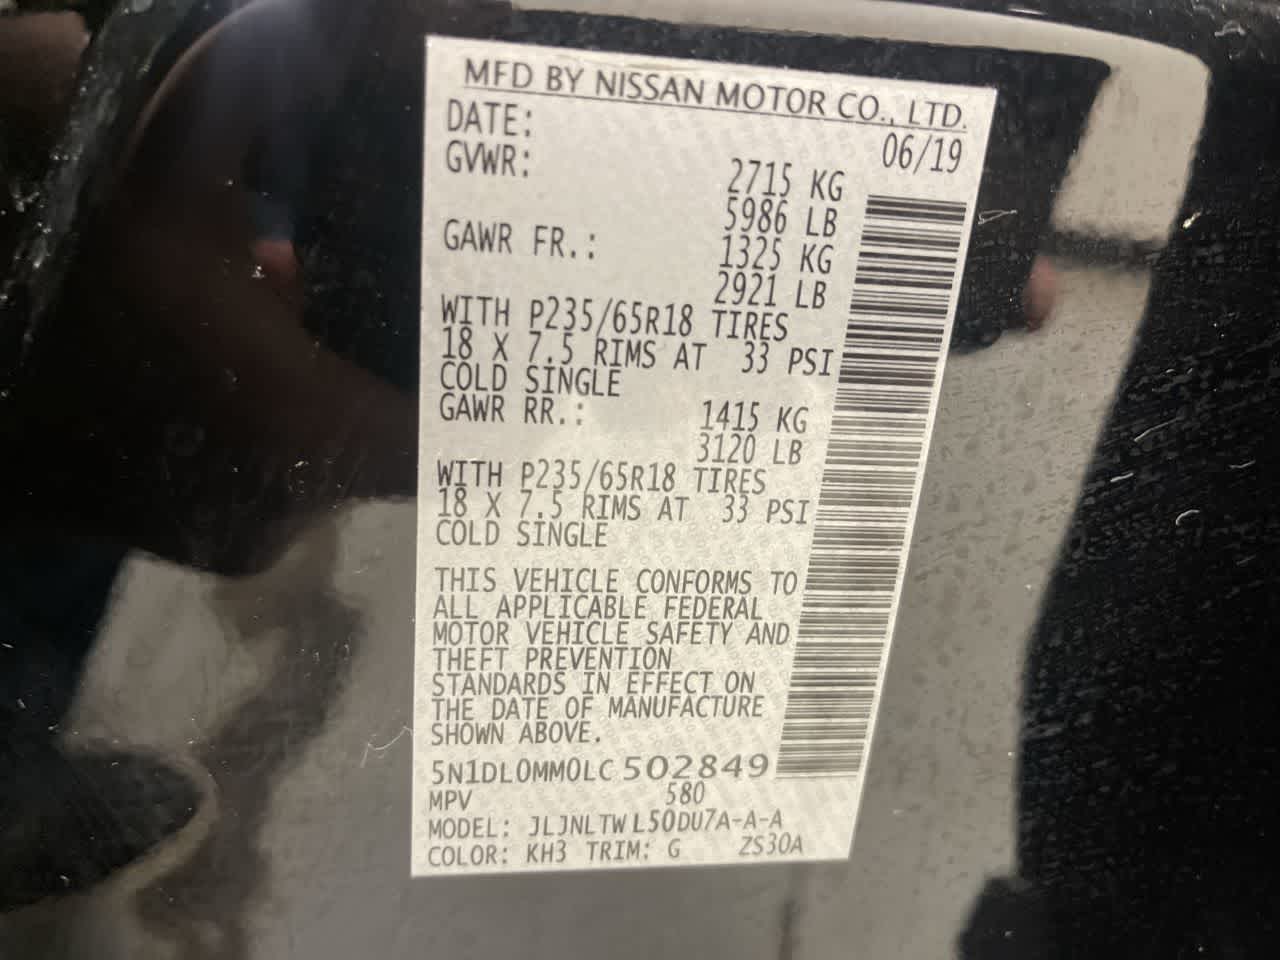 MFD BY NISSAN MOTOR CO., LTD.
DATE: 06/19
GVWR: 2715 KG
5986 LB
GAWR FR.: 1325 KG
2921 LB
WITH P235/65R18 TIRES
18 X 7.5 RIMS AT 33 PSI
COLD SINGLE
GAWR RR.: 1415 KG
3120 LB
WITH P235/65R18 TIRES
18 X 7.5 RIMS AT 33 PSI
COLD SINGLE
THIS VEHICLE CONFORMS TO
ALL APPLICABLE FEDERAL
MOTOR VEHICLE SAFETY AND
THEFT PREVENTION
STANDARDS IN EFFECT ON
THE DATE OF MANUFACTURE
SHOWN ABOVE.
5N1DL0MM0LC502849
MPV 580
MODEL: JLJNLTWL50DU7A-A-A
COLOR: KH3 TRIM: G ZS30A